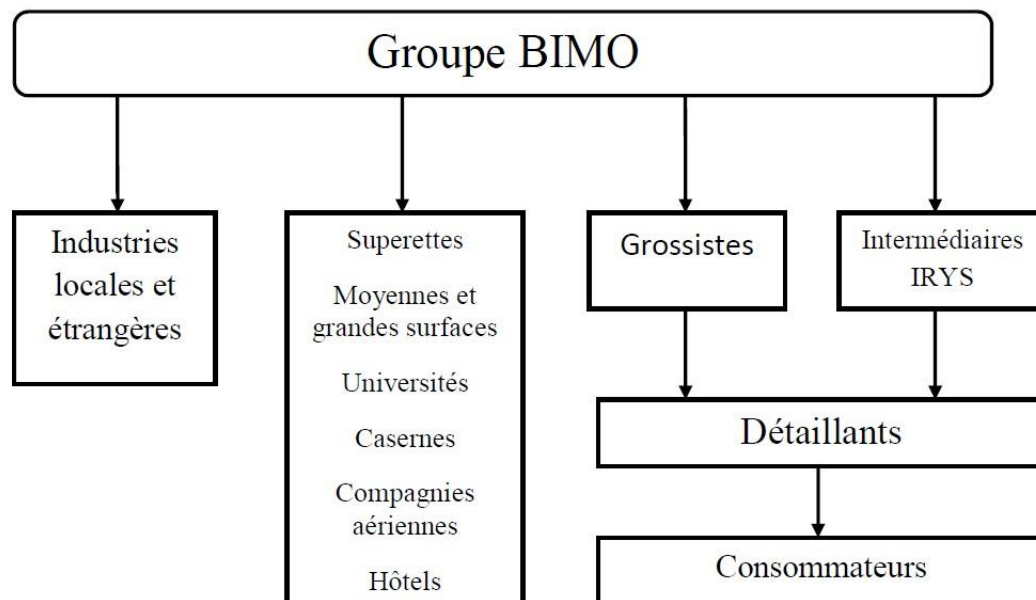 Groupe BIMO
Industries
locales et
étrangères
Superettes
Moyennes et
grandes surfaces
Universités
Casernes
Compagnies
aériennes
Hôtels
Grossistes
Intermédiaires
IRYS
Détaillants
Consommateurs